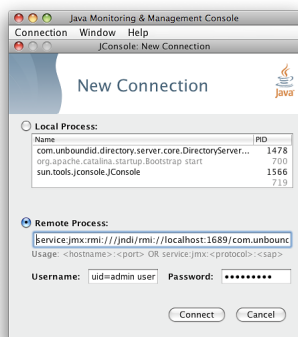 Java Monitoring & Management Console
Connection Window Help
JConsole: New Connection
New Connection
Java
Local Process:
Name PID
com.unboundid.directory.server.core.DirectoryServer... 1478
org.apache.catalina.startup.Bootstrap start 700
sun.tools.jconsole.JConsole 1566
719
Remote Process:
service:jmx:rmi:///jndi/rmi://localhost:1689/com.unbounc
Usage: <hostname>:<port> OR service:jmx:<protocol>:<sap>
Username: uid=admin user Password: •••••••••
Connect Cancel